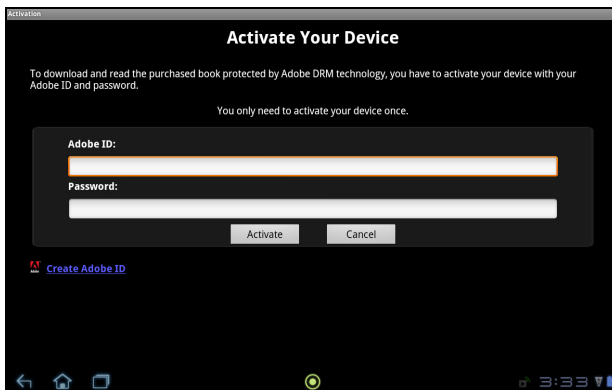 Activation
Activate Your Device
To download and read the purchased book protected by Adobe DRM technology, you have to activate your device with your
Adobe ID and password.
You only need to activate your device once.
Adobe ID:
Password:
Activate Cancel
Adobe Create Adobe ID
3:33